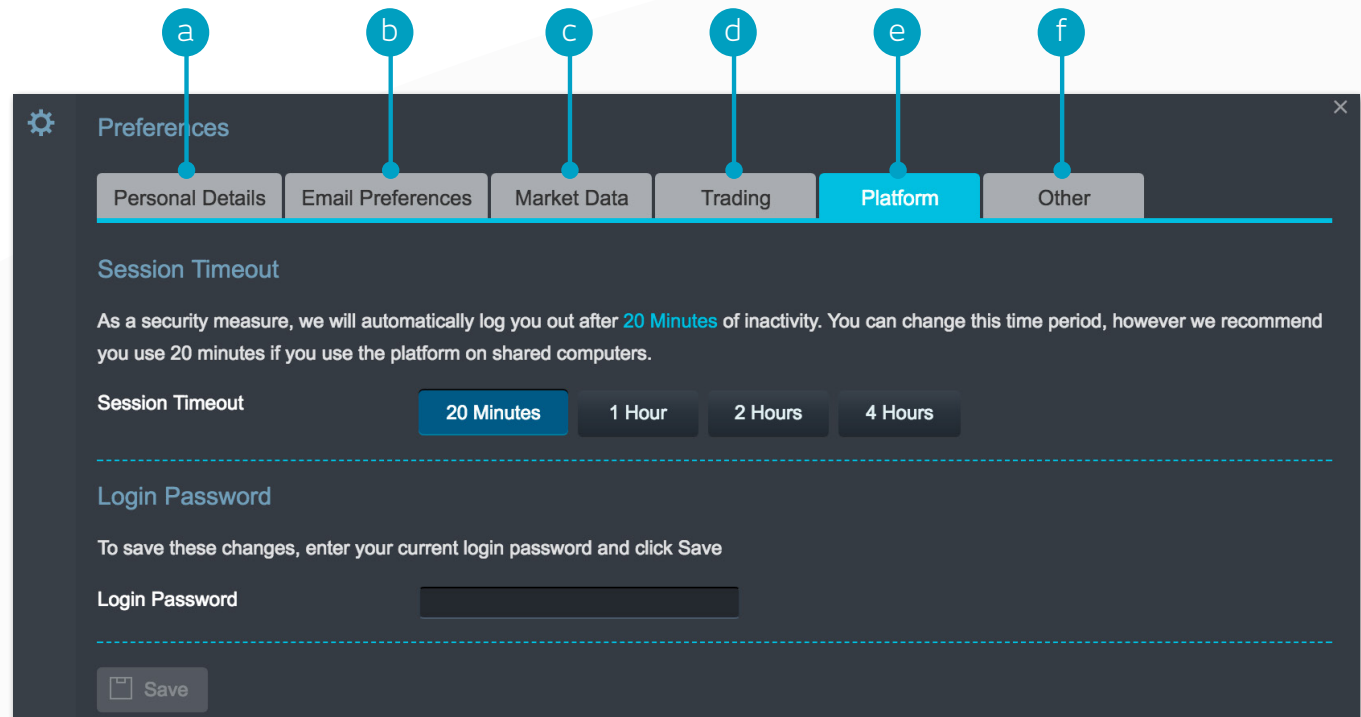 a b c d e f
Preferences
Personal Details Email Preferences Market Data Trading Platform Other
Session Timeout
As a security measure, we will automatically log you out after 20 Minutes of inactivity. You can change this time period, however we recommend
you use 20 minutes if you use the platform on shared computers.
Session Timeout 20 Minutes 1 Hour 2 Hours 4 Hours
Login Password
To save these changes, enter your current login password and click Save
Login Password
Save